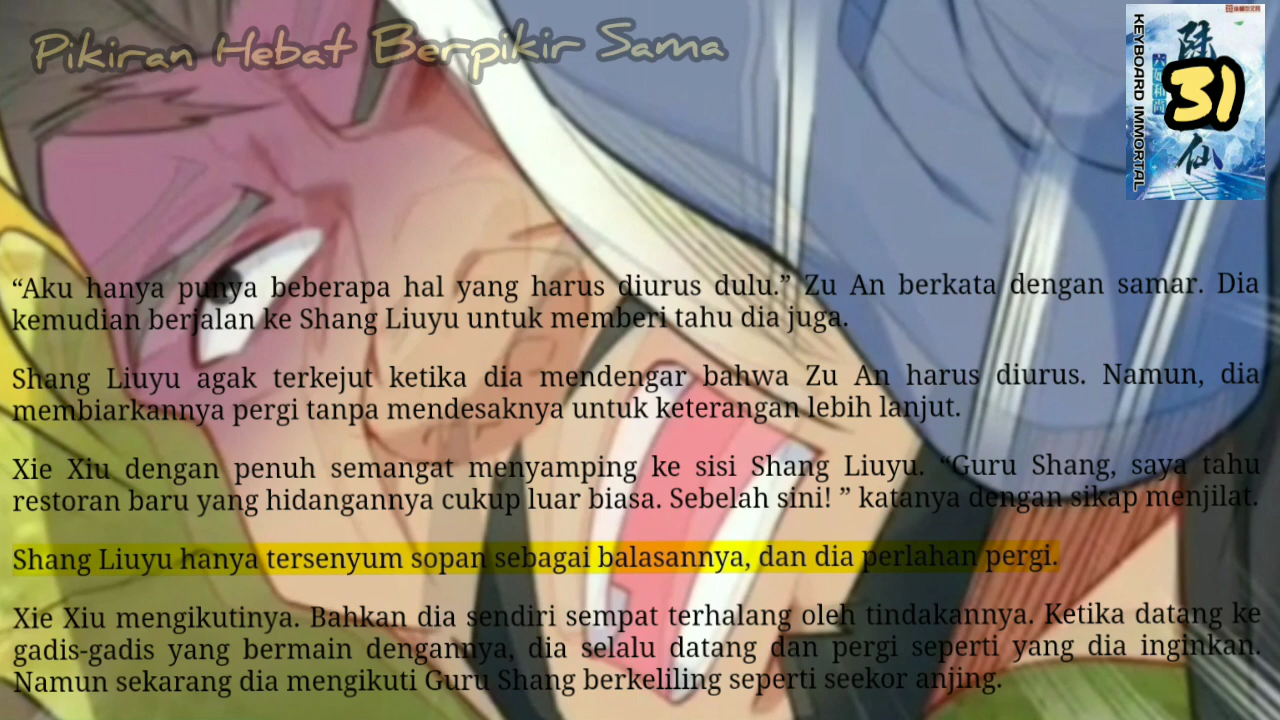 Pikiran Hebat Berpikir Sama
KEYBOARD IMMORTAL
陆
31
仙
“Aku hanya punya beberapa hal yang harus diurus dulu.” Zu An berkata dengan samar. Dia
kemudian berjalan ke Shang Liuyu untuk memberi tahu dia juga.
Shang Liuyu agak terkejut ketika dia mendengar bahwa Zu An harus diurus. Namun, dia
membiarkannya pergi tanpa mendesaknya untuk keterangan lebih lanjut.
Xie Xiu dengan penuh semangat menyamping ke sisi Shang Liuyu. “Guru Shang, saya tahu
restoran baru yang hidangannya cukup luar biasa. Sebelah sini! ” katanya dengan sikap menjilat.
Shang Liuyu hanya tersenyum sopan sebagai balasannya, dan dia perlahan pergi.
Xie Xiu mengikutinya. Bahkan dia sendiri sempat terhalang oleh tindakannya. Ketika datang ke
gadis-gadis yang bermain dengannya, dia selalu datang dan pergi seperti yang dia inginkan.
Namun sekarang dia mengikuti Guru Shang berkeliling seperti seekor anjing.